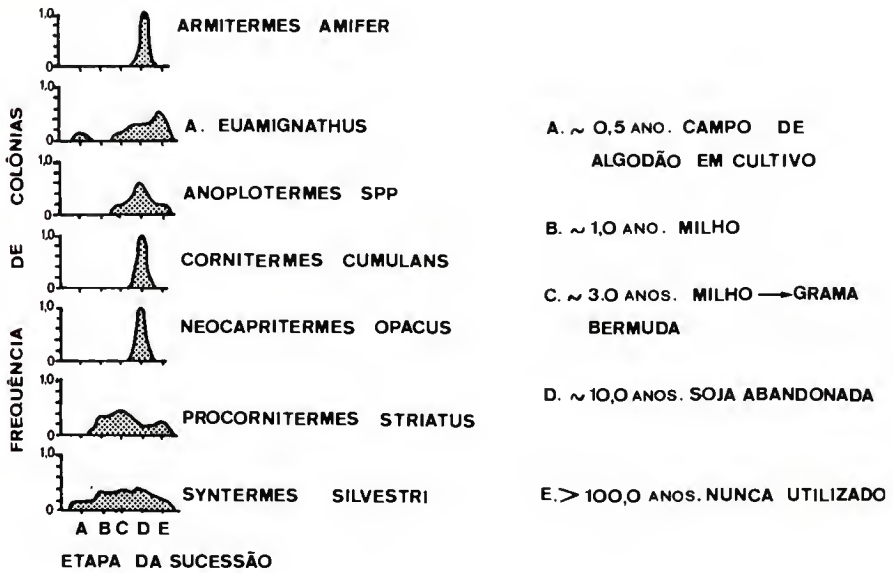 FREQUÊNCIA DE COLÔNIAS
1,0
0
ARMITERMES AMIFER
1,0
0
A. EUAMIGNATHUS
1,0
0
ANOPLOTERMES SPP
1,0
0
CORNITERMES CUMULANS
1,0
0
NEOCAPRITERMES OPACUS
1,0
0
PROCORNITERMES STRIATUS
1,0
0
SYNTERMES SILVESTRI
A B C D E
ETAPA DA SUCESSÃO
A. ~ 0,5 ANO. CAMPO DE
ALGODÃO EM CULTIVO
B. ~ 1,0 ANO. MILHO
C. ~ 3.0 ANOS. MILHO → GRAMA
BERMUDA
D. ~ 10,0 ANOS. SOJA ABANDONADA
E. > 100,0 ANOS. NUNCA UTILIZADO